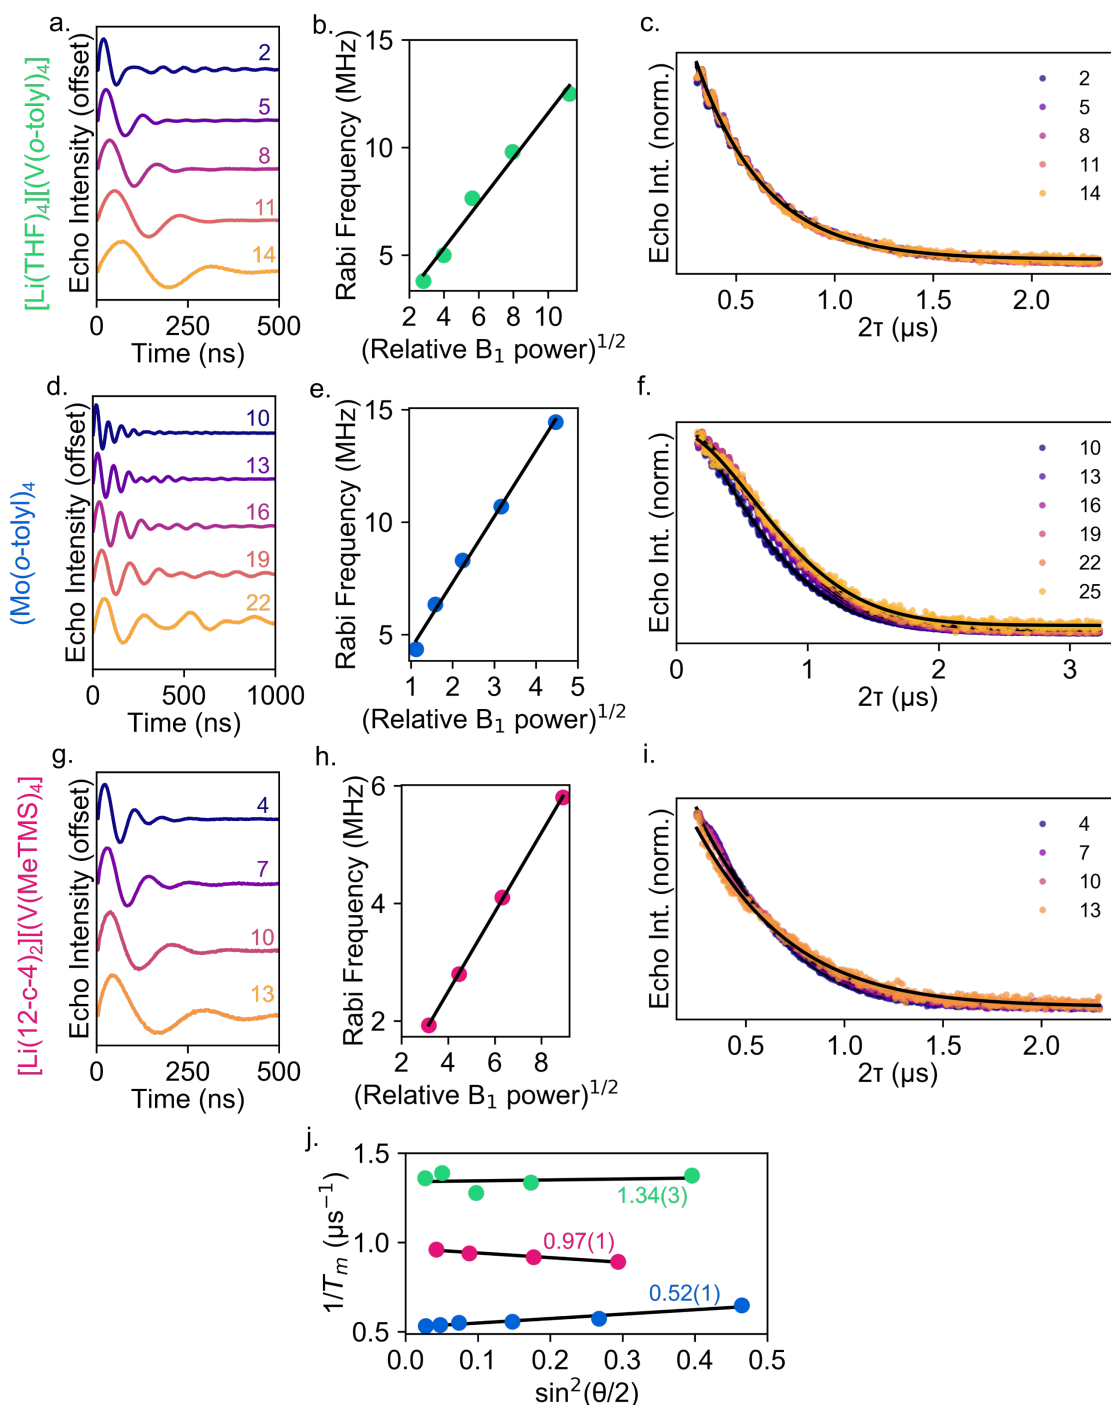 a.
[Li(THF)₄][(V(o-tolyl)₄]
Echo Intensity (offset)
2
5
8
11
14
0 250 500
Time (ns)
b.
Rabi Frequency (MHz)
15
10
5
2 4 6 8 10
(Relative B₁ power)¹ᐟ²
c.
Echo Int. (norm.)
2
5
8
11
14
0.5 1.0 1.5 2.0
2τ (μs)
d.
(Mo(o-tolyl)₄
Echo Intensity (offset)
10
13
16
19
22
0 500 1000
Time (ns)
e.
Rabi Frequency (MHz)
15
10
5
1 2 3 4 5
(Relative B₁ power)¹ᐟ²
f.
Echo Int. (norm.)
10
13
16
19
22
25
0 1 2 3
2τ (μs)
g.
[Li(12-c-4)₂][(V(MeTMS)₄]
Echo Intensity (offset)
4
7
10
13
0 250 500
Time (ns)
h.
Rabi Frequency (MHz)
6
4
2
2 4 6 8
(Relative B₁ power)¹ᐟ²
i.
Echo Int. (norm.)
4
7
10
13
0.5 1.0 1.5 2.0
2τ (μs)
j.
1/Tₘ (μs⁻¹)
1.5
1.0
0.5
1.34(3)
0.97(1)
0.52(1)
0.0 0.1 0.2 0.3 0.4 0.5
sin²(θ/2)